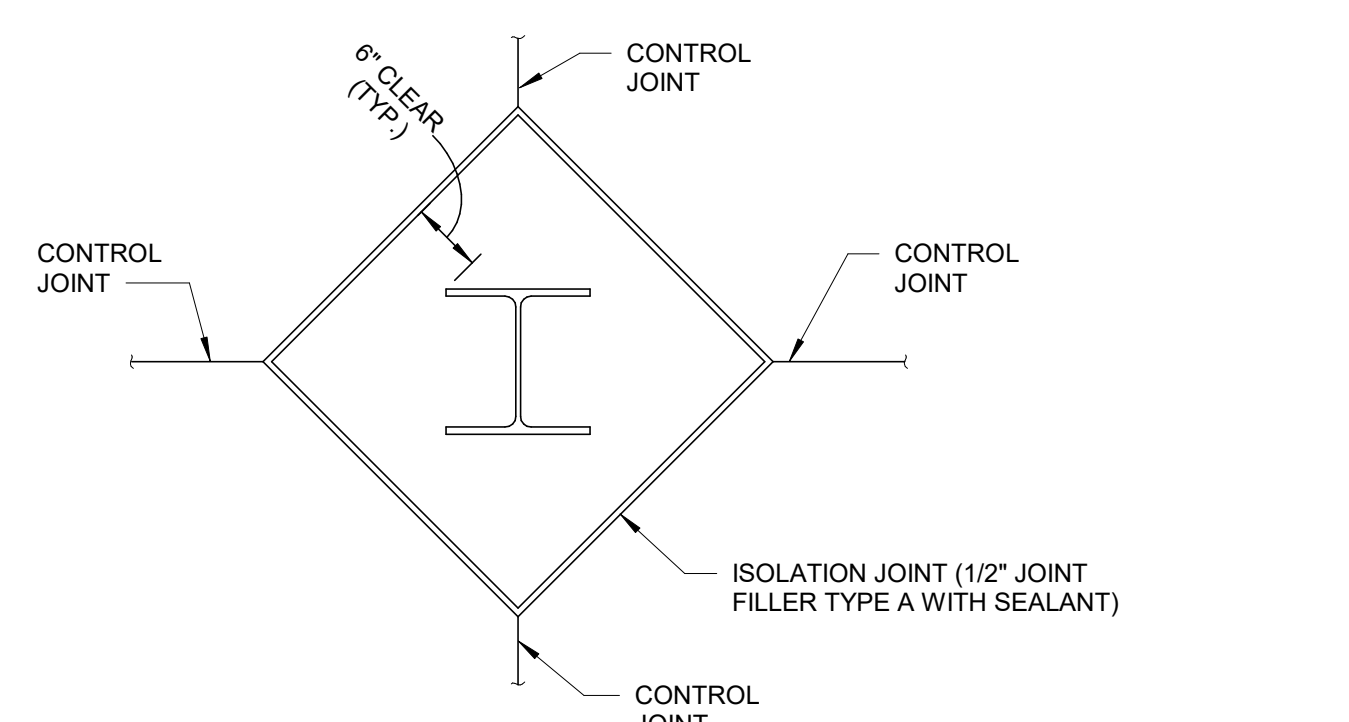 6" CLEAR
(TYP.)
CONTROL
JOINT
CONTROL
JOINT
CONTROL
JOINT
ISOLATION JOINT (1/2" JOINT
FILLER TYPE A WITH SEALANT)
CONTROL
JOINT